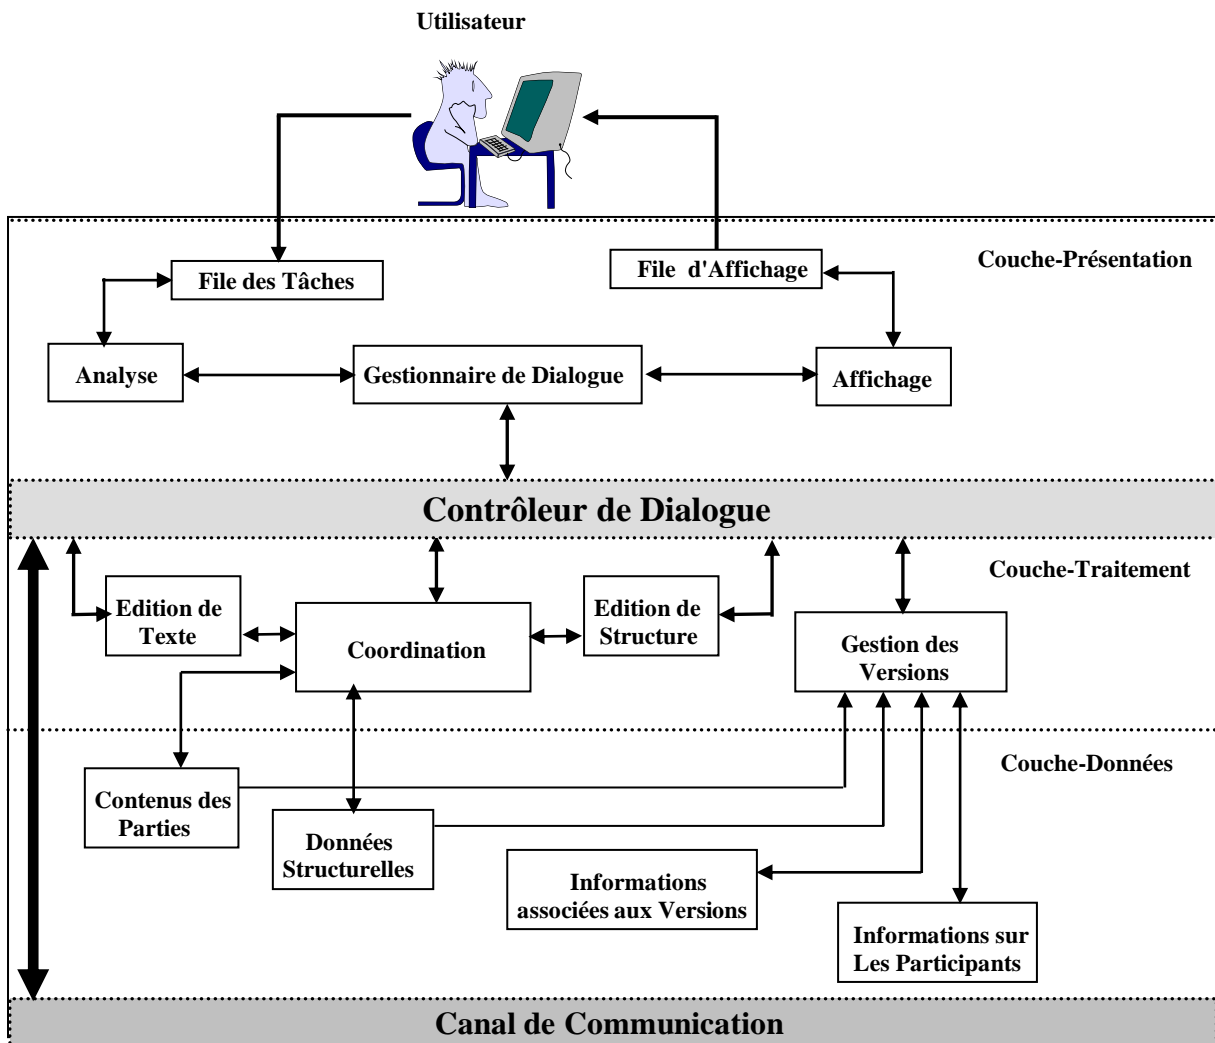 Utilisateur
File des Tâches
File d'Affichage
Couche-Présentation
Analyse
Gestionnaire de Dialogue
Affichage
Contrôleur de Dialogue
Couche-Traitement
Edition de
Texte
Coordination
Edition de
Structure
Gestion des
Versions
Couche-Données
Contenus des
Parties
Données
Structurelles
Informations
associées aux Versions
Informations sur
Les Participants
Canal de Communication